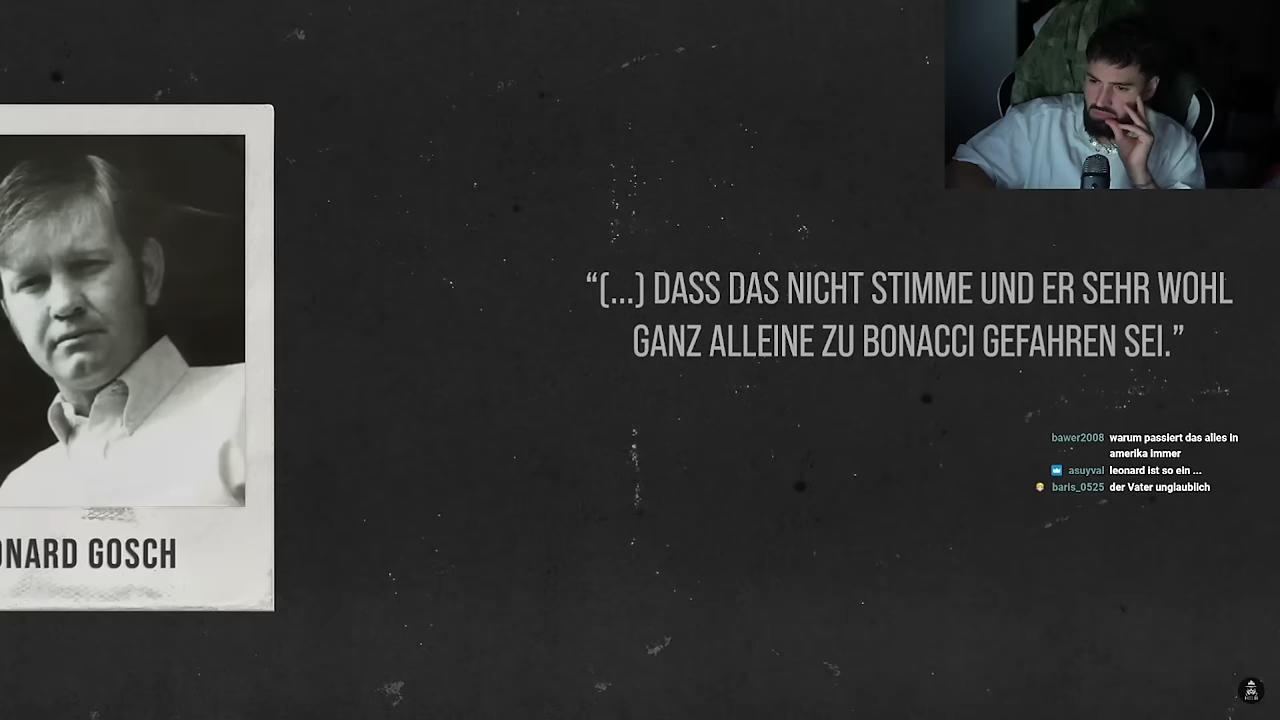 “(...) DASS DAS NICHT STIMME UND ER SEHR WOHL
GANZ ALLEINE ZU BONACCI GEFAHREN SEI.”
bawer2008 warum passiert das alles in
amerika immer
asuyval leonard ist so ein ...
baris_0525 der Vater unglaublich
ONARD GOSCH